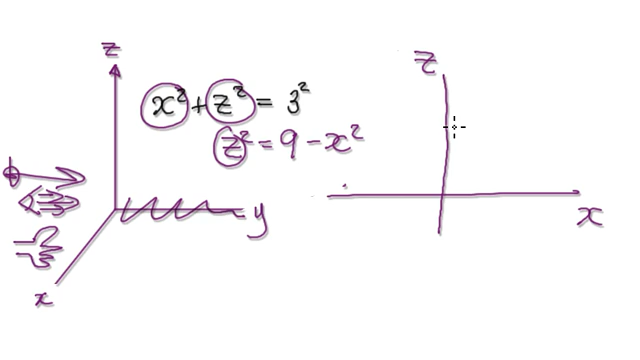 z
x² + z² = 3²
z² = 9 - x²
y
x
z
x